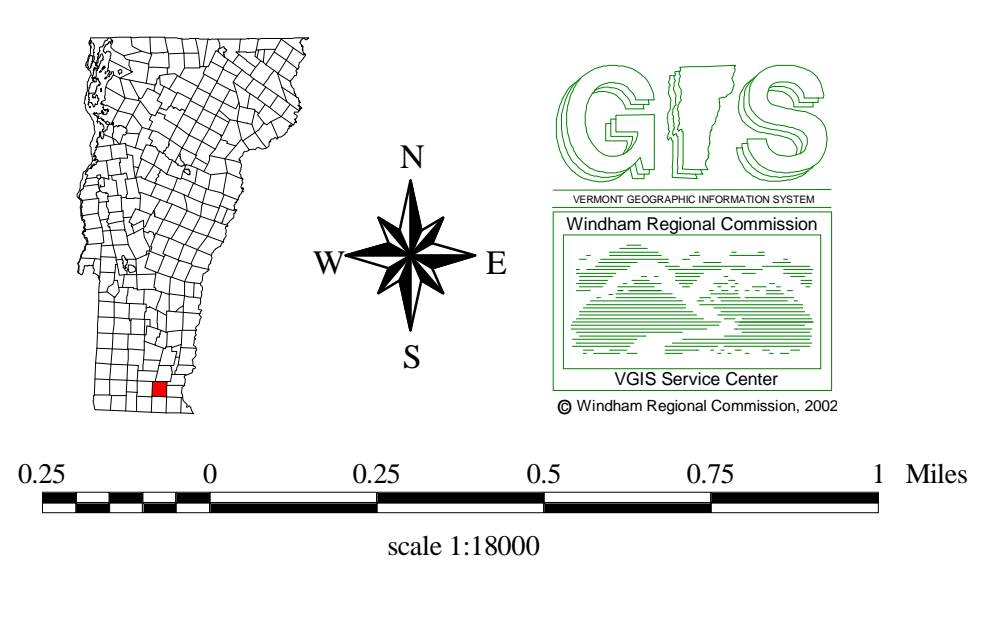 GIS
VERMONT GEOGRAPHIC INFORMATION SYSTEM
Windham Regional Commission
VGIS Service Center
© Windham Regional Commission, 2002
N
W E
S
0.25 0 0.25 0.5 0.75 1 Miles
scale 1:18000